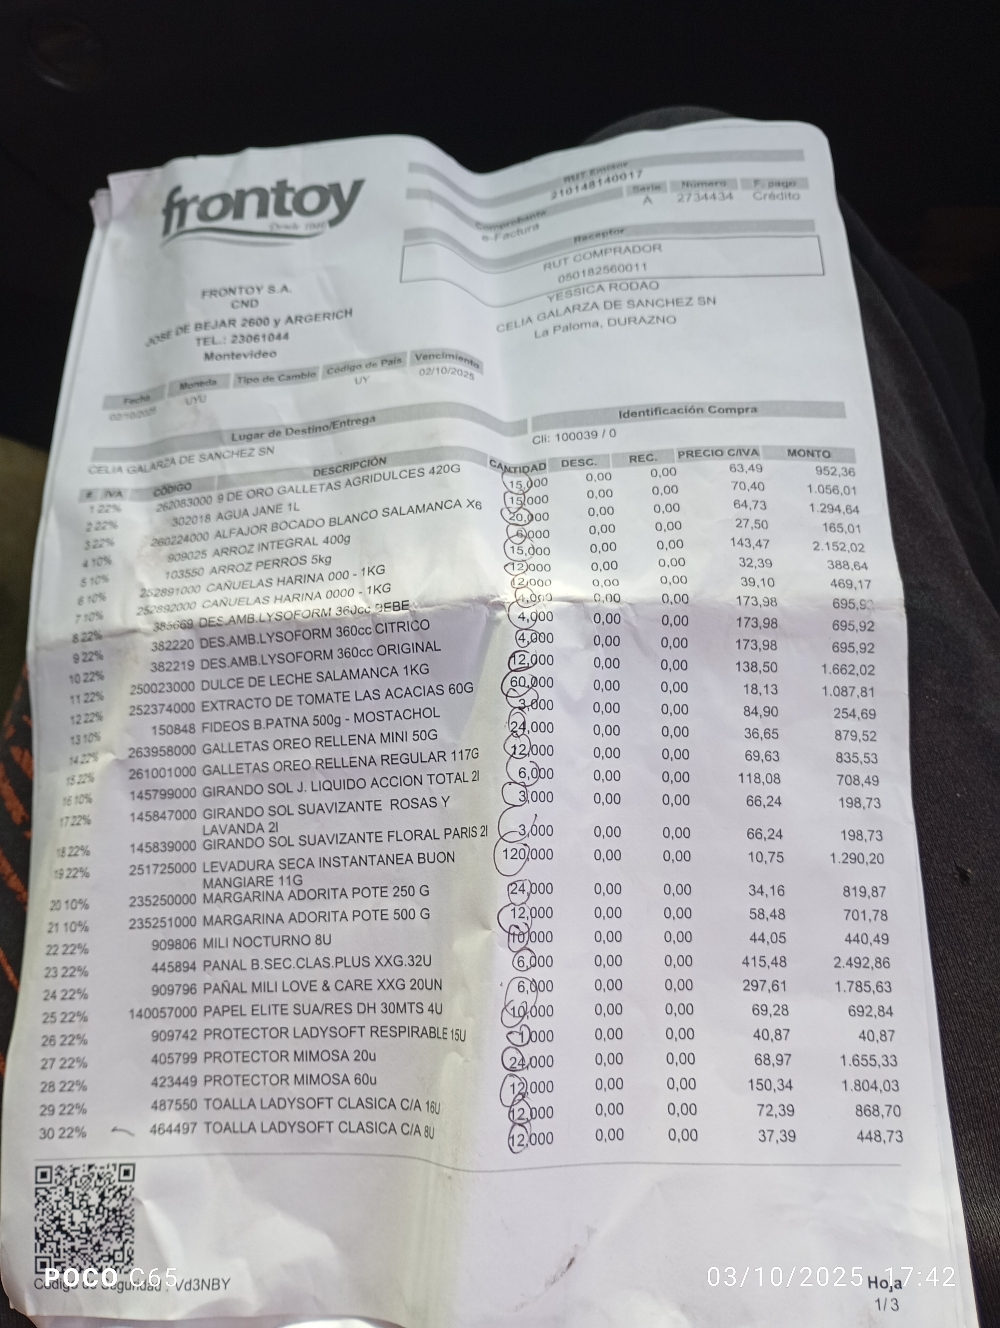 frontoy
Desde
RUT Emisor
210148140017
Serie Número F. pago
A 2734434 Crédito
Comprobante
e-Factura
Receptor
RUT COMPRADOR
050182560011
YESSICA RODAO
CELIA GALARZA DE SANCHEZ SN
La Paloma, DURAZNO
FRONTOY S.A.
CND
JOSE DE BEJAR 2600 y ARGERICH
TEL.: 23061044
Montevideo
Fecha Moneda Tipo de Cambio Código de País Vencimiento
02/10/2025 UYU UY 02/10/2025
Lugar de Destino/Entrega Identificación Compra
CELIA GALARZA DE SANCHEZ SN Cli: 100039 / 0
# IVA CÓDIGO DESCRIPCIÓN CANTIDAD DESC. REC. PRECIO C/IVA MONTO
1 22% 262083000 9 DE ORO GALLETAS AGRIDULCES 420G 15,000 0,00 0,00 63,49 952,36
2 22% 302018 AGUA JANE 1L 15,000 0,00 0,00 70,40 1.056,01
3 22% 260224000 ALFAJOR BOCADO BLANCO SALAMANCA X6 20,000 0,00 0,00 64,73 1.294,64
4 10% 909025 ARROZ INTEGRAL 400g 6,000 0,00 0,00 27,50 165,01
5 10% 103550 ARROZ PERROS 5kg 15,000 0,00 0,00 143,47 2.152,02
6 10% 252891000 CAÑUELAS HARINA 000 - 1KG 12,000 0,00 0,00 32,39 388,64
7 10% 252892000 CAÑUELAS HARINA 0000 - 1KG 12,000 0,00 0,00 39,10 469,17
8 22% 385669 DES.AMB.LYSOFORM 360cc BEBE 4,000 0,00 0,00 173,98 695,92
9 22% 382220 DES.AMB.LYSOFORM 360cc CITRICO 4,000 0,00 0,00 173,98 695,92
10 22% 382219 DES.AMB.LYSOFORM 360cc ORIGINAL 4,000 0,00 0,00 173,98 695,92
11 22% 250023000 DULCE DE LECHE SALAMANCA 1KG 12,000 0,00 0,00 138,50 1.662,02
12 22% 252374000 EXTRACTO DE TOMATE LAS ACACIAS 60G 60,000 0,00 0,00 18,13 1.087,81
13 10% 150848 FIDEOS B.PATNA 500g - MOSTACHOL 3,000 0,00 0,00 84,90 254,69
14 22% 263958000 GALLETAS OREO RELLENA MINI 50G 24,000 0,00 0,00 36,65 879,52
15 22% 261001000 GALLETAS OREO RELLENA REGULAR 117G 12,000 0,00 0,00 69,63 835,53
16 10% 145799000 GIRANDO SOL J. LIQUIDO ACCION TOTAL 2l 6,000 0,00 0,00 118,08 708,49
17 22% 145847000 GIRANDO SOL SUAVIZANTE ROSAS Y 3,000 0,00 0,00 66,24 198,73
LAVANDA 2l
18 22% 145839000 GIRANDO SOL SUAVIZANTE FLORAL PARIS 2l 3,000 0,00 0,00 66,24 198,73
19 22% 251725000 LEVADURA SECA INSTANTANEA BUON 120,000 0,00 0,00 10,75 1.290,20
MANGIARE 11G
20 10% 235250000 MARGARINA ADORITA POTE 250 G 24,000 0,00 0,00 34,16 819,87
21 10% 235251000 MARGARINA ADORITA POTE 500 G 12,000 0,00 0,00 58,48 701,78
22 22% 909806 MILI NOCTURNO 8U 10,000 0,00 0,00 44,05 440,49
23 22% 445894 PANAL B.SEC.CLAS.PLUS XXG.32U 6,000 0,00 0,00 415,48 2.492,86
24 22% 909796 PAÑAL MILI LOVE & CARE XXG 20UN 6,000 0,00 0,00 297,61 1.785,63
25 22% 140057000 PAPEL ELITE SUA/RES DH 30MTS 4U 10,000 0,00 0,00 69,28 692,84
26 22% 909742 PROTECTOR LADYSOFT RESPIRABLE 15U 1,000 0,00 0,00 40,87 40,87
27 22% 405799 PROTECTOR MIMOSA 20u 24,000 0,00 0,00 68,97 1.655,33
28 22% 423449 PROTECTOR MIMOSA 60u 12,000 0,00 0,00 150,34 1.804,03
29 22% 487550 TOALLA LADYSOFT CLASICA C/A 16U 12,000 0,00 0,00 72,39 868,70
30 22% 464497 TOALLA LADYSOFT CLASICA C/A 8U 12,000 0,00 0,00 37,39 448,73
Código de Seguridad : Vd3NBY
POCO C65
03/10/2025 17:42
Hoja
1/3